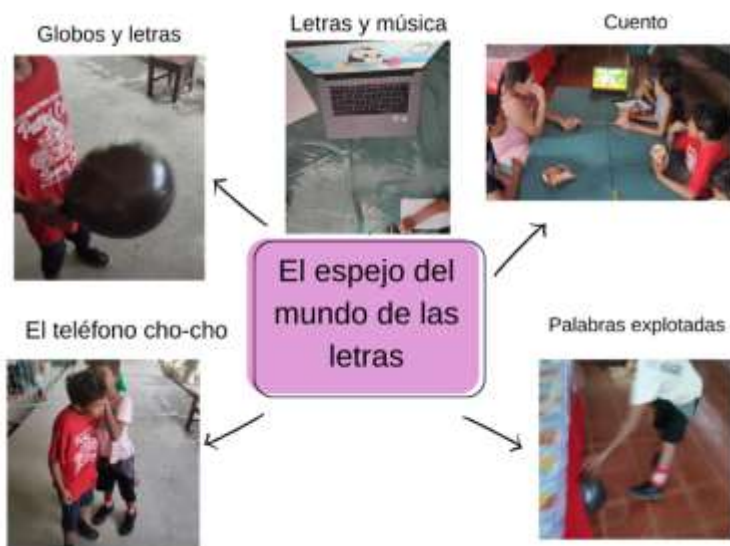 Globos y letras
Letras y música
Cuento
El espejo del
mundo de las
letras
El teléfono cho-cho
Palabras explotadas